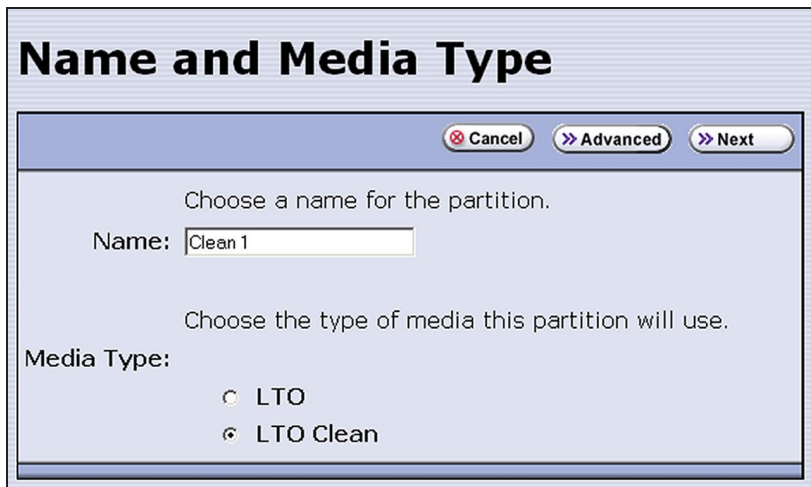 Name and Media Type
Cancel Advanced Next
Choose a name for the partition.
Name: Clean 1
Choose the type of media this partition will use.
Media Type:
LTO
LTO Clean